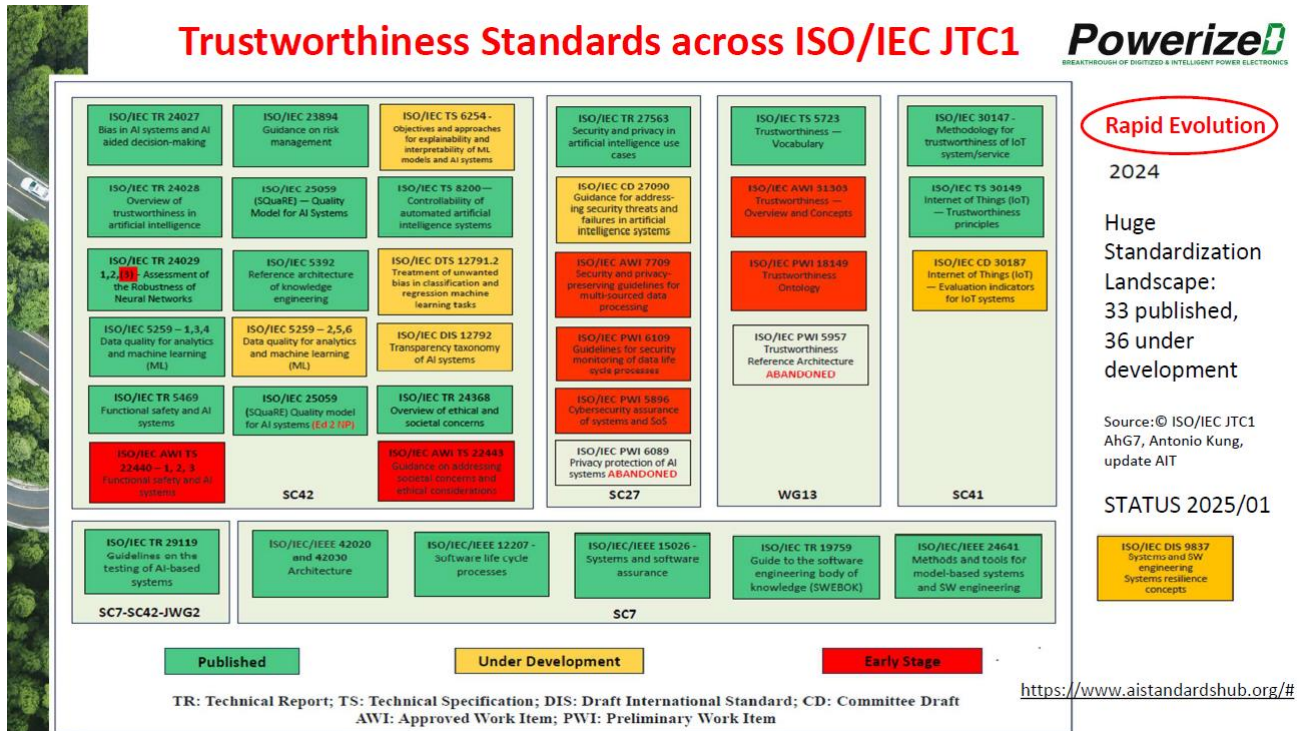 Trustworthiness Standards across ISO/IEC JTC1
PowerizeD
BREAKTHROUGH OF DIGITIZED & INTELLIGENT POWER ELECTRONICS
ISO/IEC TR 24027
Bias in AI systems and AI
aided decision-making
ISO/IEC 23894
Guidance on risk
management
ISO/IEC TS 6254 -
Objectives and approaches
for explainability and
interpretability of ML
models and AI systems
ISO/IEC TR 24028
Overview of
trustworthiness in
artificial intelligence
ISO/IEC 25059
(SQuaRE) — Quality
Model for AI Systems
ISO/IEC TS 8200—
Controllability of
automated artificial
intelligence systems
ISO/IEC TR 24029
1,2,(3) - Assessment of
the Robustness of
Neural Networks
ISO/IEC 5392
Reference architecture
of knowledge
engineering
ISO/IEC DTS 12791.2
Treatment of unwanted
bias in classification and
regression machine
learning tasks
ISO/IEC 5259 – 1,3,4
Data quality for analytics
and machine learning
(ML)
ISO/IEC 5259 – 2,5,6
Data quality for analytics
and machine learning
(ML)
ISO/IEC DIS 12792
Transparency taxonomy
of AI systems
ISO/IEC TR 5469
Functional safety and AI
systems
ISO/IEC 25059
(SQuaRE) Quality model
for AI systems (Ed 2 NP)
ISO/IEC TR 24368
Overview of ethical and
societal concerns
ISO/IEC AWI TS
22440 – 1, 2, 3
Functional safety and AI
systems
SC42
ISO/IEC AWI TS 22443
Guidance on addressing
societal concerns and
ethical considerations
ISO/IEC TR 27563
Security and privacy in
artificial intelligence use
cases
ISO/IEC CD 27090
Guidance for address-
ing security threats and
failures in artificial
intelligence systems
ISO/IEC AWI 7709
Security and privacy-
preserving guidelines for
multi-sourced data
processing
ISO/IEC PWI 6109
Guidelines for security
monitoring of data life
cycle processes
ISO/IEC PWI 5896
Cybersecurity assurance
of systems and SoS
ISO/IEC PWI 6089
Privacy protection of AI
systems ABANDONED
SC27
ISO/IEC TS 5723
Trustworthiness —
Vocabulary
ISO/IEC AWI 31303
Trustworthiness —
Overview and Concepts
ISO/IEC PWI 18149
Trustworthiness
Ontology
ISO/IEC PWI 5957
Trustworthiness
Reference Architecture
ABANDONED
WG13
ISO/IEC 30147 -
Methodology for
trustworthiness of IoT
system/service
ISO/IEC TS 30149
Internet of Things (IoT)
— Trustworthiness
principles
ISO/IEC CD 30187
Internet of Things (IoT)
— Evaluation indicators
for IoT systems
SC41
ISO/IEC TR 29119
Guidelines on the
testing of AI-based
systems
SC7-SC42-JWG2
ISO/IEC/IEEE 42020
and 42030
Architecture
ISO/IEC/IEEE 12207 -
Software life cycle
processes
ISO/IEC/IEEE 15026 -
Systems and software
assurance
ISO/IEC TR 19759
Guide to the software
engineering body of
knowledge (SWEBOK)
ISO/IEC/IEEE 24641
Methods and tools for
model-based systems
and SW engineering
SC7
Rapid Evolution
2024
Huge
Standardization
Landscape:
33 published,
36 under
development
Source:© ISO/IEC JTC1
AhG7, Antonio Kung,
update AIT
STATUS 2025/01
ISO/IEC DIS 9837
Systems and SW
engineering
Systems resilience
concepts
Published
Under Development
Early Stage
https://www.aistandardshub.org/#
TR: Technical Report; TS: Technical Specification; DIS: Draft International Standard; CD: Committee Draft
AWI: Approved Work Item; PWI: Preliminary Work Item